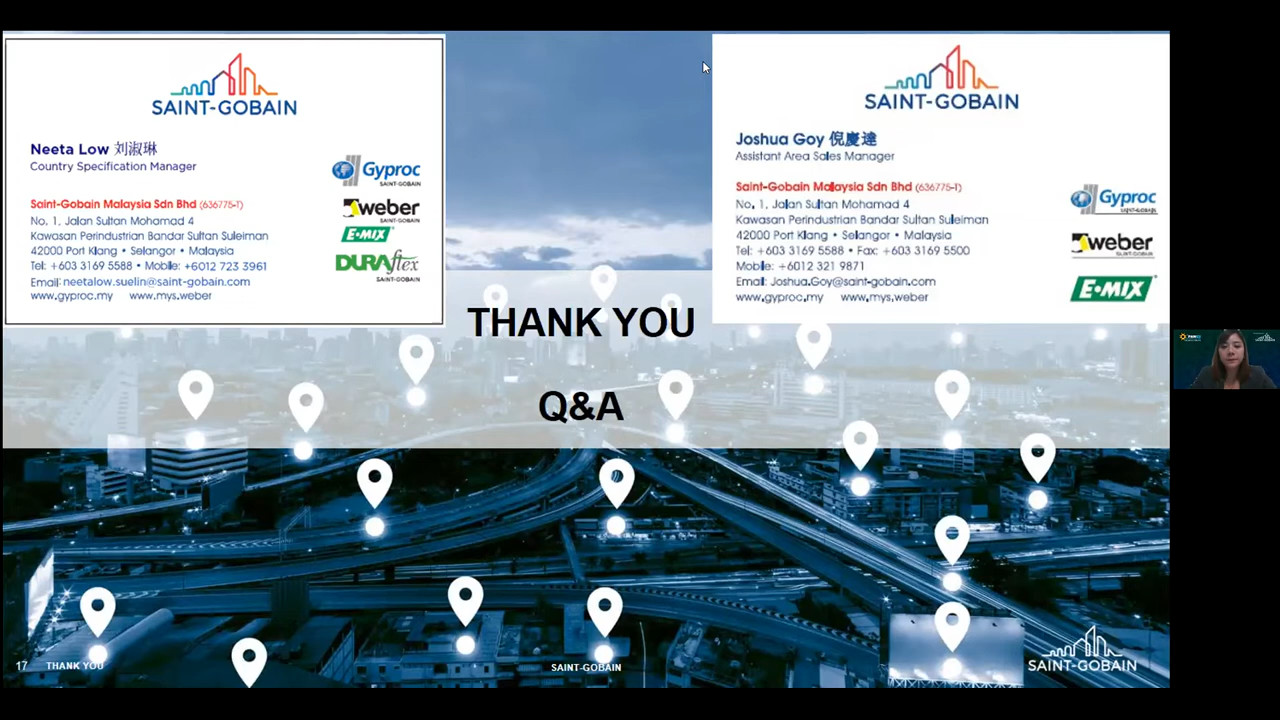 SAINT-GOBAIN
Neeta Low 刘淑琳
Country Specification Manager
Saint-Gobain Malaysia Sdn Bhd (636775-T)
No, 1, Jalan Sultan Mohamad 4
Kawasan Perindustrian Bandar Sultan Suleiman
42000 Port Klang • Selangor • Malaysia
Tel: +603 3169 5588 • Mobile: +6012 723 3961
Email: neetalow.suelin@saint-gobain.com
www.gyproc.my www.mys.weber
Gyproc
SAINT-GOBAIN
weber
SAINT-GOBAIN
E-MIX
DURAflex
SAINT-GOBAIN
SAINT-GOBAIN
Joshua Goy 倪慶達
Assistant Area Sales Manager
Saint-Gobain Malaysia Sdn Bhd (636775-T)
No, 1, Jalan Sultan Mohamad 4
Kawasan Perindustrian Bandar Sultan Suleiman
42000 Port Klang • Selangor • Malaysia
Tel: +603 3169 5588 • Fax: +603 3169 5500
Mobile: +6012 321 9871
Email: Joshua.Goy@saint-gobain.com
www.gyproc.my www.mys.weber
Gyproc
SAINT-GOBAIN
weber
SAINT-GOBAIN
E-MIX
THANK YOU
Q&A
17 THANK YOU
SAINT-GOBAIN
SAINT-GOBAIN